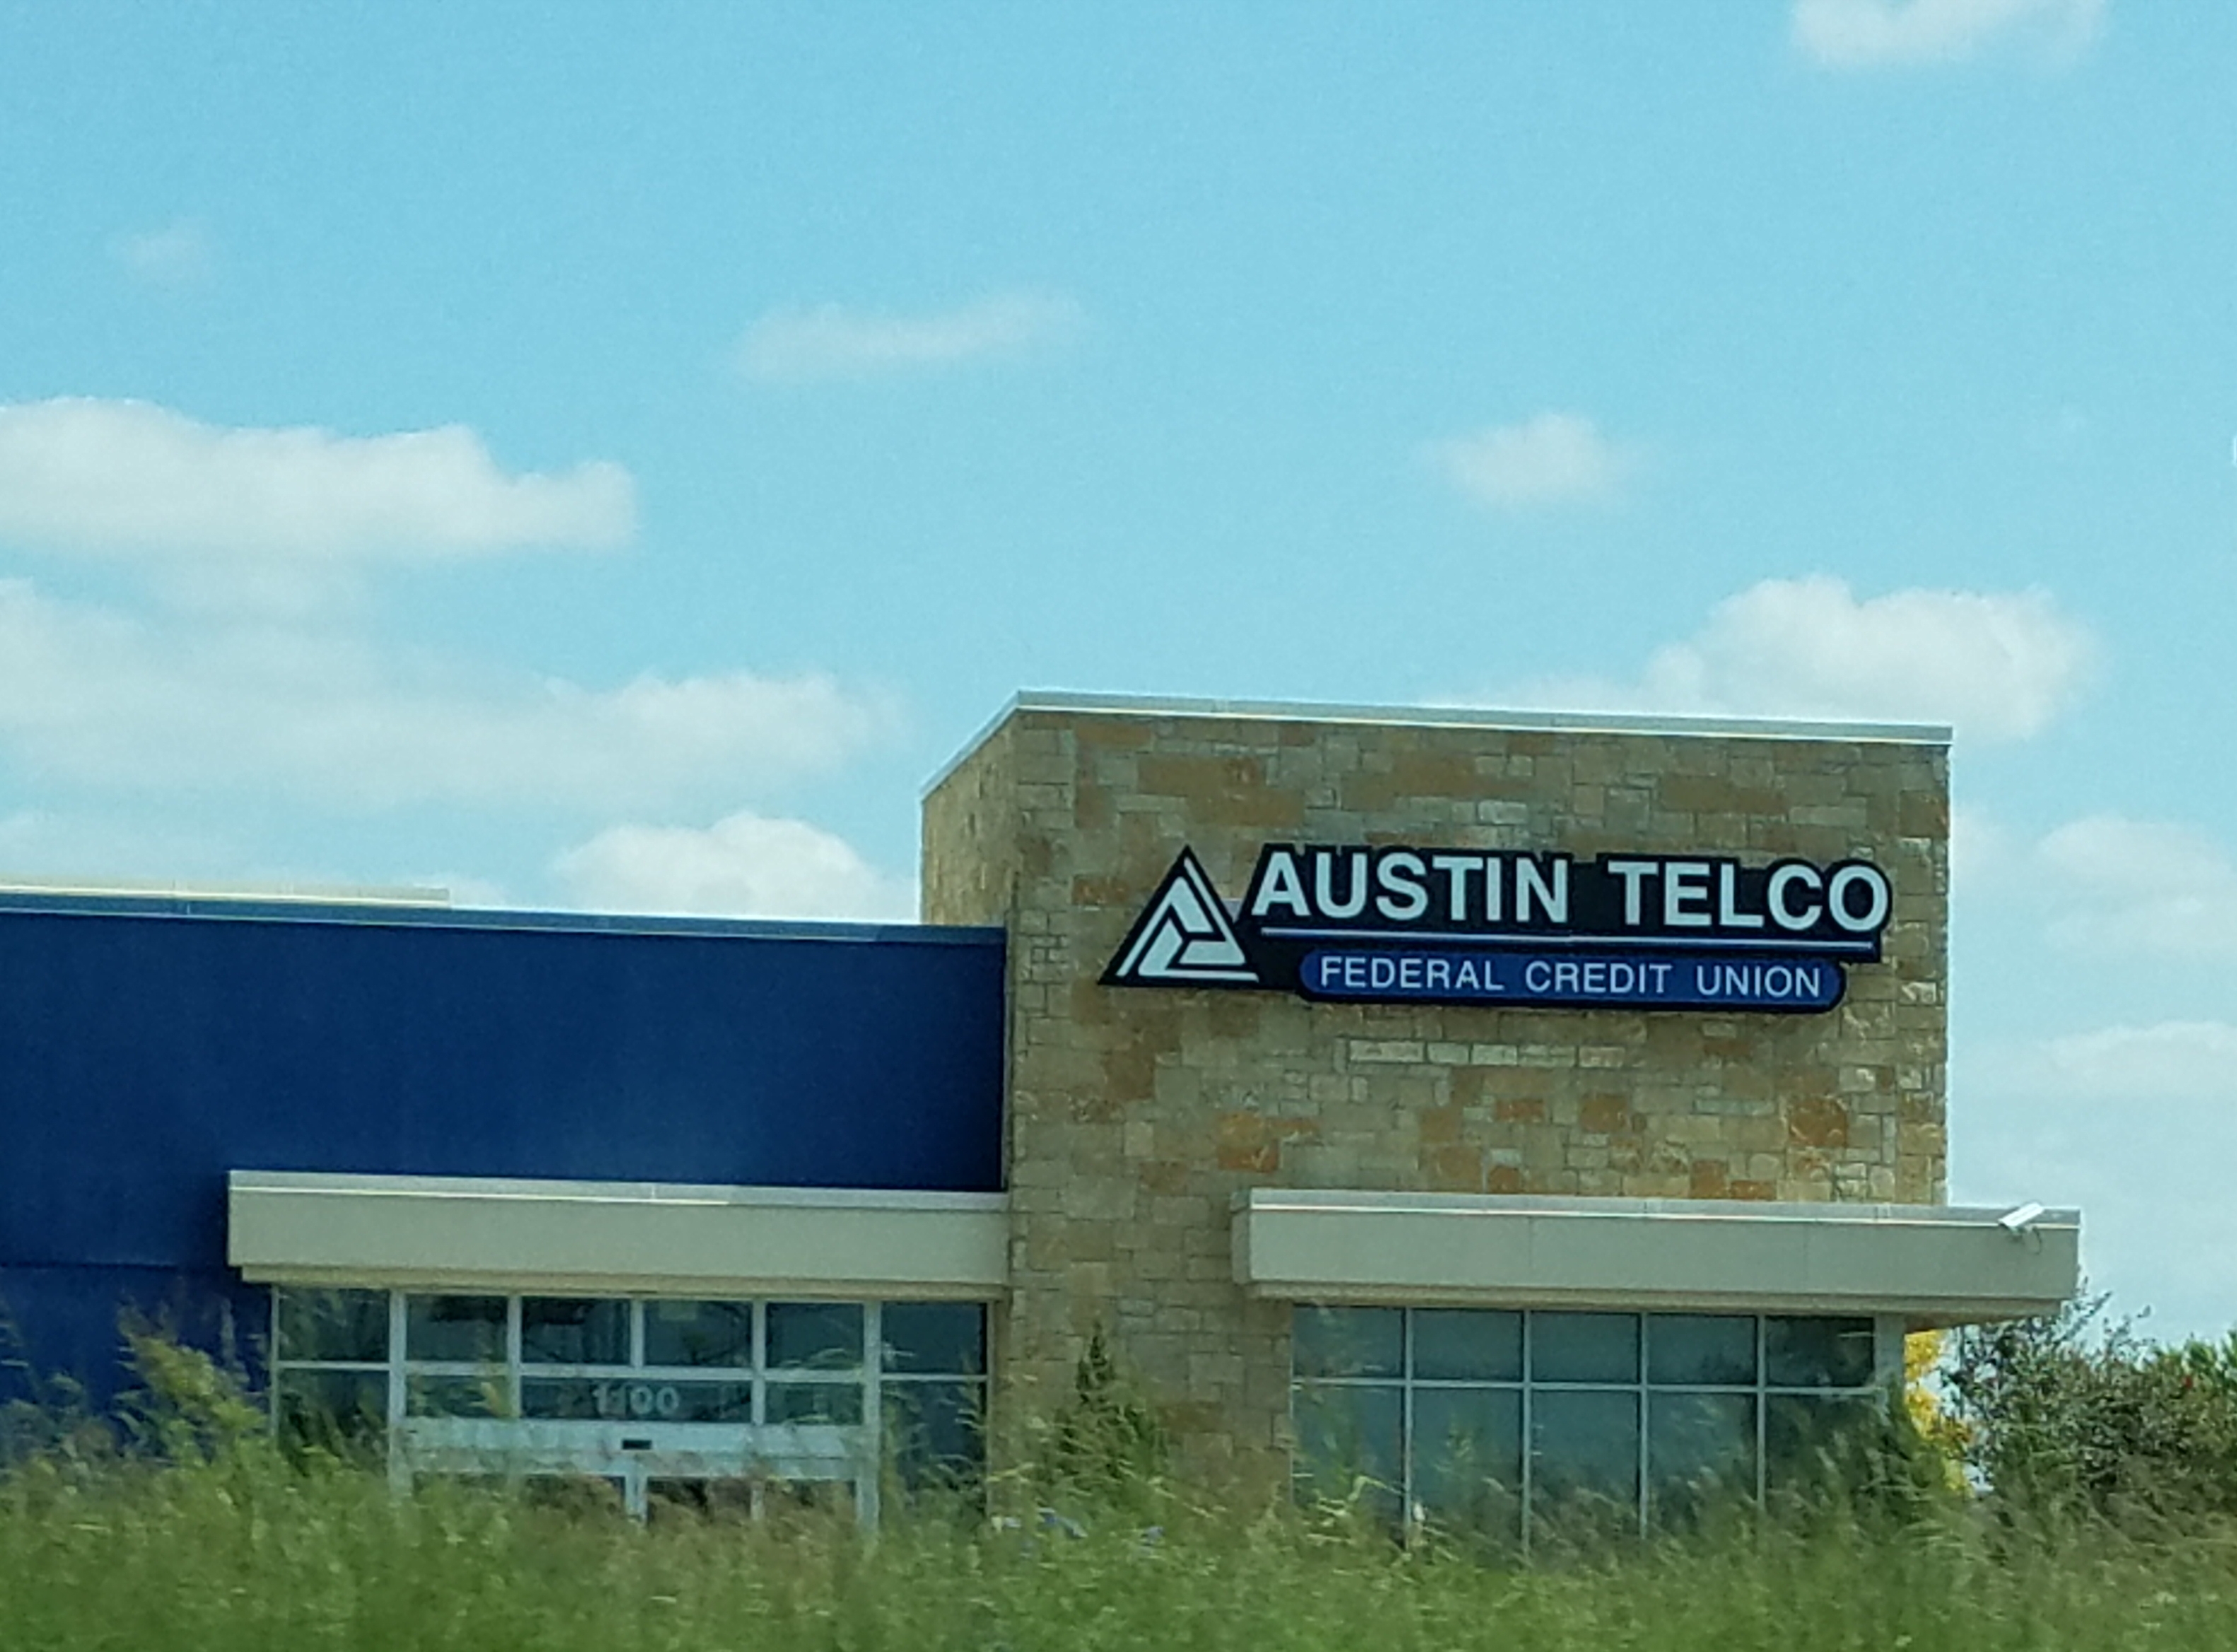 AUSTIN TELCO
FEDERAL CREDIT UNION
1100